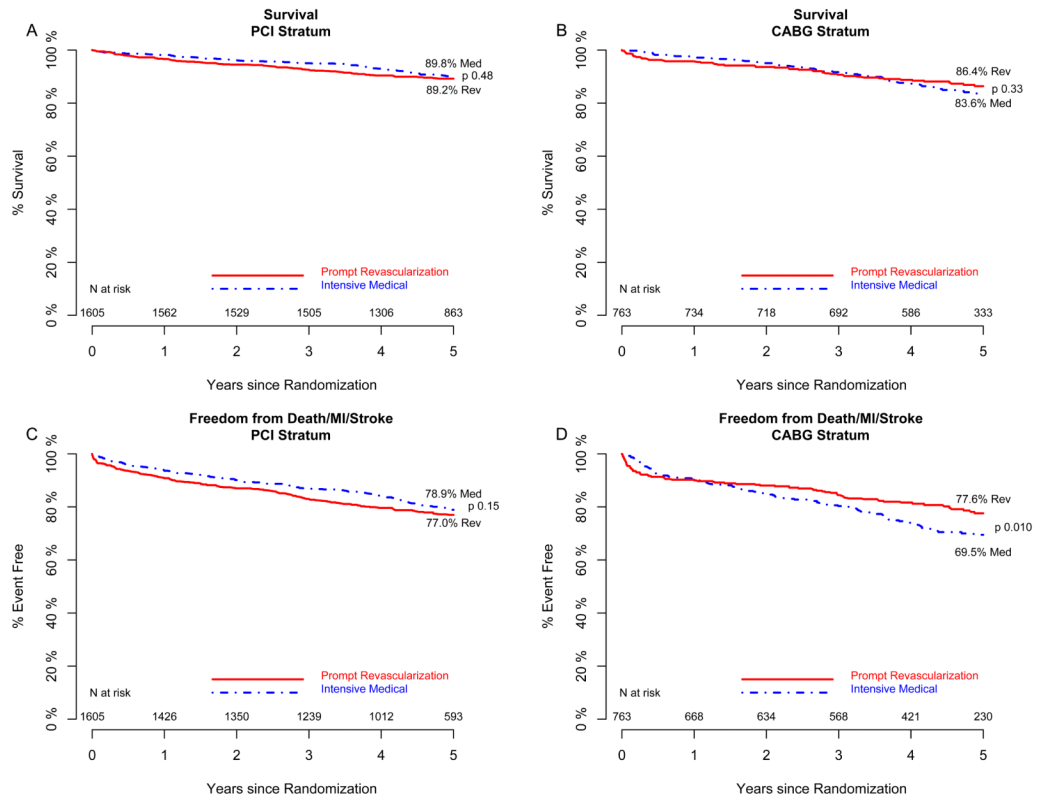 A
Survival
PCI Stratum
% Survival
0 %
20 %
40 %
60 %
80 %
100 %
89.8% Med
p 0.48
89.2% Rev
Prompt Revascularization
Intensive Medical
N at risk
1605
1562
1529
1505
1306
863
0
1
2
3
4
5
Years since Randomization
B
Survival
CABG Stratum
% Survival
0 %
20 %
40 %
60 %
80 %
100 %
86.4% Rev
p 0.33
83.6% Med
Prompt Revascularization
Intensive Medical
N at risk
763
734
718
692
586
333
0
1
2
3
4
5
Years since Randomization
C
Freedom from Death/MI/Stroke
PCI Stratum
% Event Free
0 %
20 %
40 %
60 %
80 %
100 %
78.9% Med
p 0.15
77.0% Rev
Prompt Revascularization
Intensive Medical
N at risk
1605
1426
1350
1239
1012
593
0
1
2
3
4
5
Years since Randomization
D
Freedom from Death/MI/Stroke
CABG Stratum
% Event Free
0 %
20 %
40 %
60 %
80 %
100 %
77.6% Rev
p 0.010
69.5% Med
Prompt Revascularization
Intensive Medical
N at risk
763
668
634
568
421
230
0
1
2
3
4
5
Years since Randomization